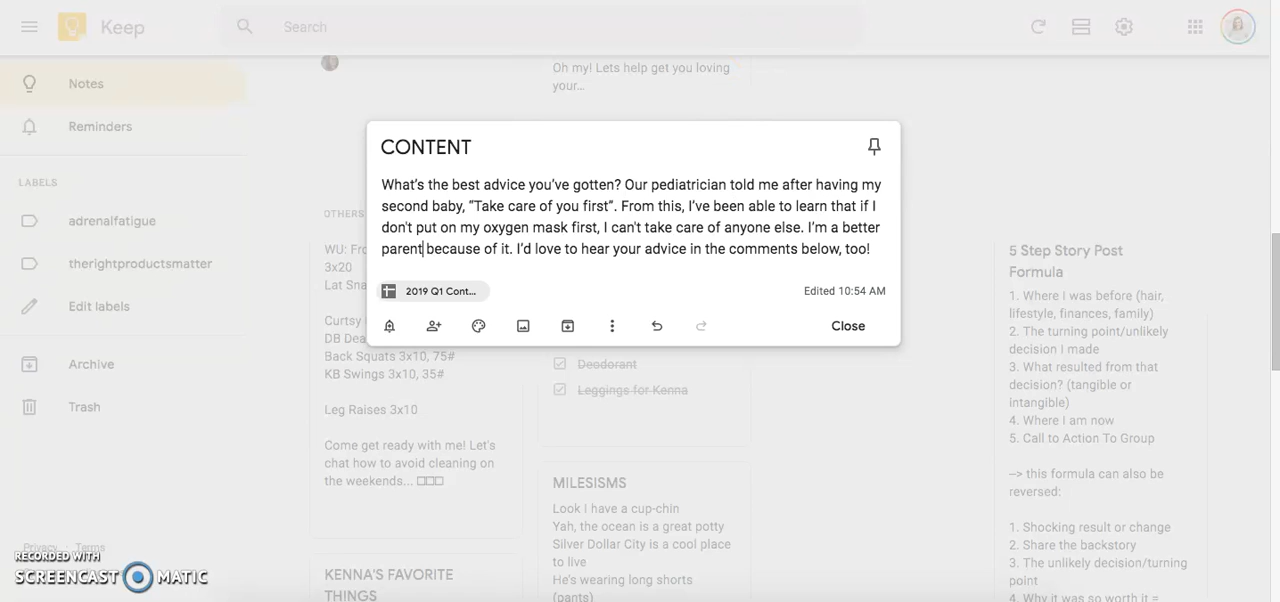 Keep
Search
Notes
Reminders
LABELS
adrenalfatigue
therightproductsmatter
Edit labels
Archive
Trash
Privacy · Terms
RECORDED WITH
SCREENCAST MATIC
Oh my! Lets help get you loving
your...
CONTENT
What's the best advice you've gotten? Our pediatrician told me after having my
second baby, “Take care of you first”. From this, I've been able to learn that if I
don't put on my oxygen mask first, I can't take care of anyone else. I'm a better
parent because of it. I'd love to hear your advice in the comments below, too!
2019 Q1 Cont...
Edited 10:54 AM
Close
OTHERS
WU: Fro
3x20
Lat Sna
Curtsy
DB Dea
Back Squats 3x10, 75#
KB Swings 3x10, 35#
Leg Raises 3x10
Come get ready with me! Let's
chat how to avoid cleaning on
the weekends...
KENNA'S FAVORITE
THINGS
Deodorant
Leggings for Kenna
MILESISMS
Look I have a cup-chin
Yah, the ocean is a great potty
Silver Dollar City is a cool place
to live
He's wearing long shorts
(pants)
5 Step Story Post
Formula
1. Where I was before (hair,
lifestyle, finances, family)
2. The turning point/unlikely
decision I made
3. What resulted from that
decision? (tangible or
intangible)
4. Where I am now
5. Call to Action To Group
--> this formula can also be
reversed:
1. Shocking result or change
2. Share the backstory
3. The unlikely decision/turning
point
4. Why it was so worth it =